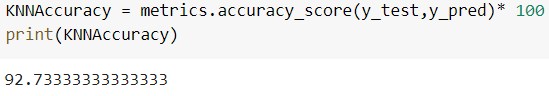 KNNAccuracy = metrics.accuracy_score(y_test,y_pred)* 100
print(KNNAccuracy)
92.73333333333333